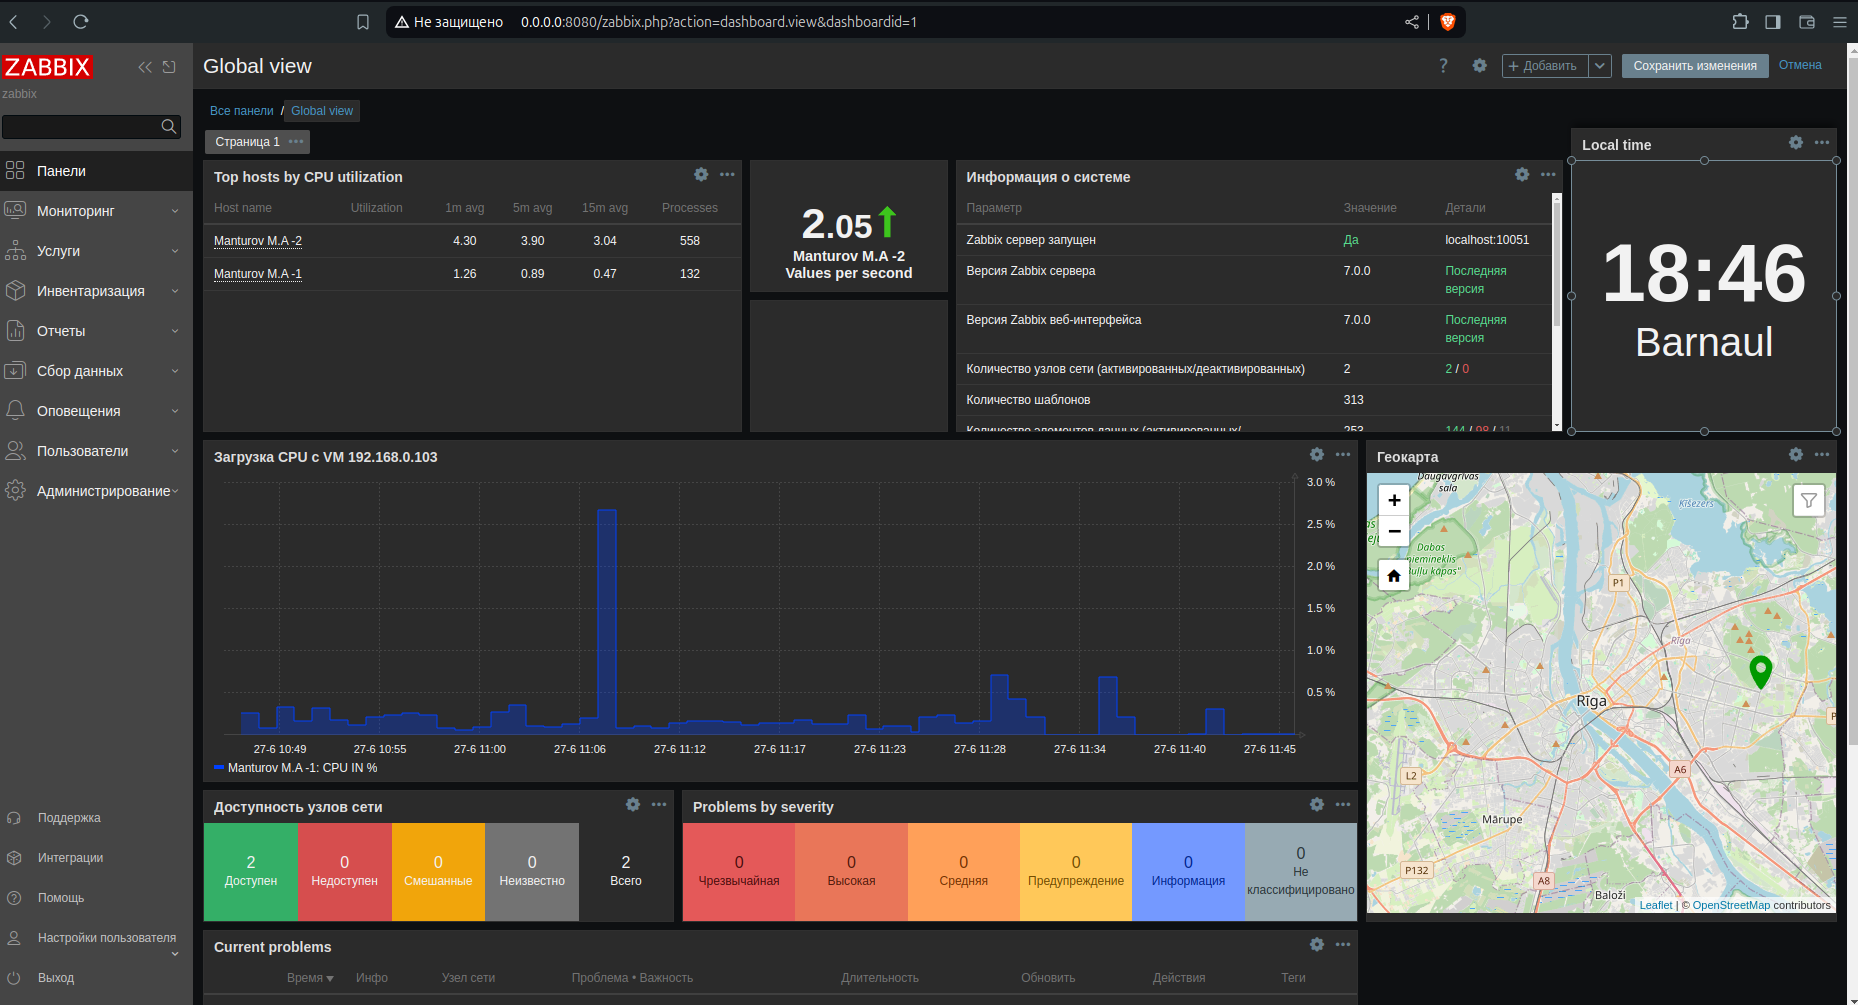 Не защищено 0.0.0.0:8080/zabbix.php?action=dashboard.view&dashboardid=1
ZABBIX
zabbix
Панели
Мониторинг
Услуги
Инвентаризация
Отчеты
Сбор данных
Оповещения
Пользователи
Администрирование
Поддержка
Интеграции
Помощь
Настройки пользователя
Выход
Global view
? + Добавить Сохранить изменения Отмена
Все панели / Global view
Страница 1
Top hosts by CPU utilization
Host name Utilization 1m avg 5m avg 15m avg Processes
Manturov M.A -2 4.30 3.90 3.04 558
Manturov M.A -1 1.26 0.89 0.47 132
2.05
Manturov M.A -2
Values per second
Информация о системе
Параметр Значение Детали
Zabbix сервер запущен Да localhost:10051
Версия Zabbix сервера 7.0.0 Последняя
версия
Версия Zabbix веб-интерфейса 7.0.0 Последняя
версия
Количество узлов сети (активированных/деактивированных) 2 2 / 0
Количество шаблонов 313
Количество элементов данных (активированных/ 253 144 / 98 / 11
Local time
18:46
Barnaul
Загрузка CPU с VM 192.168.0.103
3.0 %
2.5 %
2.0 %
1.5 %
1.0 %
0.5 %
27-6 10:49 27-6 10:55 27-6 11:00 27-6 11:06 27-6 11:12 27-6 11:17 27-6 11:23 27-6 11:28 27-6 11:34 27-6 11:40 27-6 11:45
Manturov M.A -1: CPU IN %
Геокарта
Daugavgrīvas
sala
+
−
Ķīšezers
Dabas
piemineklis
P1
Rīga
Rīga
A6
L2
Mārupe
P132
A8
Baloži
Leaflet | © OpenStreetMap contributors
Доступность узлов сети
2 0 0 0 2
Доступен Недоступен Смешанные Неизвестно Всего
Problems by severity
0 0 0 0 0 0
Чрезвычайная Высокая Средняя Предупреждение Информация Не
классифицировано
Current problems
Время Инфо Узел сети Проблема • Важность Длительность Обновить Действия Теги